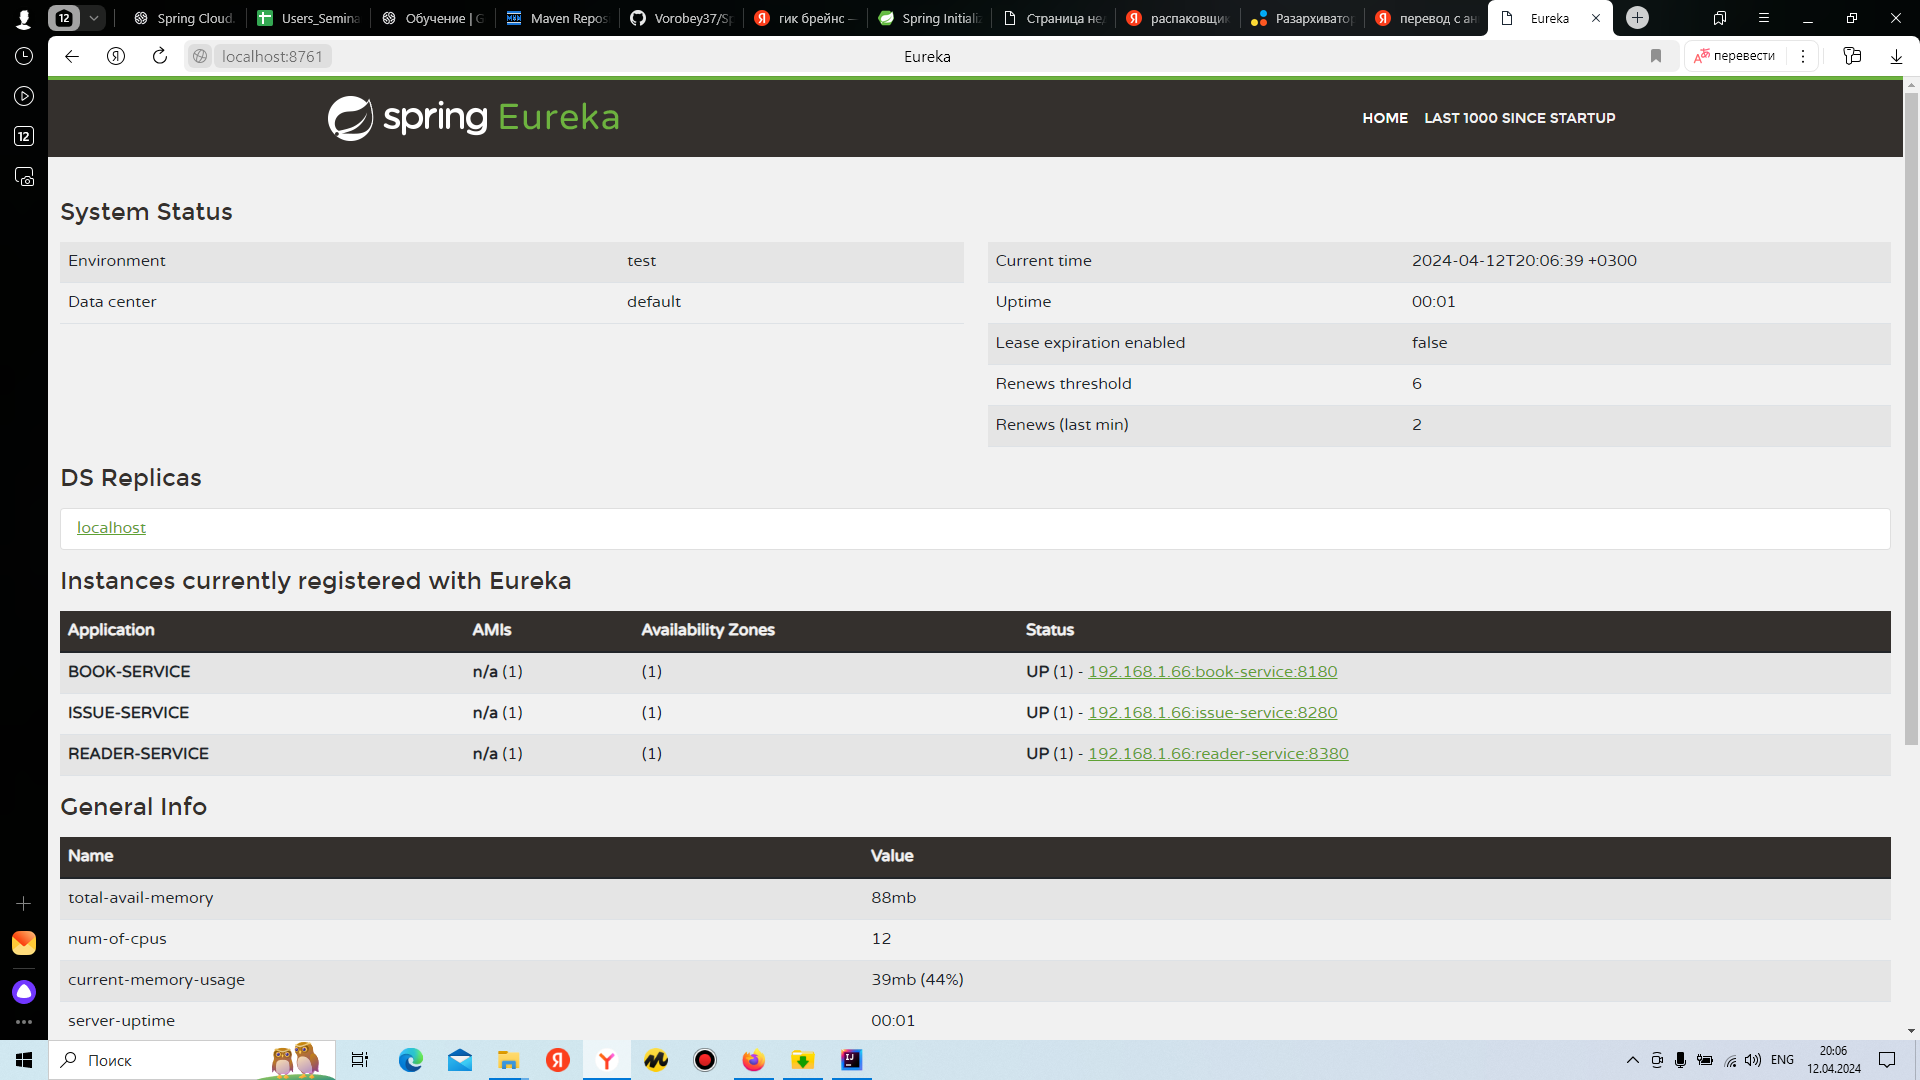 12
Spring Cloud.
Users_Semina
Обучение | G
Maven Repos
Vorobey37/Sp
гик брейнс —
Spring Initiali
Страница нед
распаковщик
Разархиватор
перевод с ан
Eureka
localhost:8761
Eureka
перевести
12
spring Eureka
HOME
LAST 1000 SINCE STARTUP
System Status
Environment test
Data center default
Current time 2024-04-12T20:06:39 +0300
Uptime 00:01
Lease expiration enabled false
Renews threshold 6
Renews (last min) 2
DS Replicas
localhost
Instances currently registered with Eureka
Application AMIs Availability Zones Status
BOOK-SERVICE n/a (1) (1) UP (1) - 192.168.1.66:book-service:8180
ISSUE-SERVICE n/a (1) (1) UP (1) - 192.168.1.66:issue-service:8280
READER-SERVICE n/a (1) (1) UP (1) - 192.168.1.66:reader-service:8380
General Info
Name Value
total-avail-memory 88mb
num-of-cpus 12
current-memory-usage 39mb (44%)
server-uptime 00:01
Поиск
ENG
20:06
12.04.2024